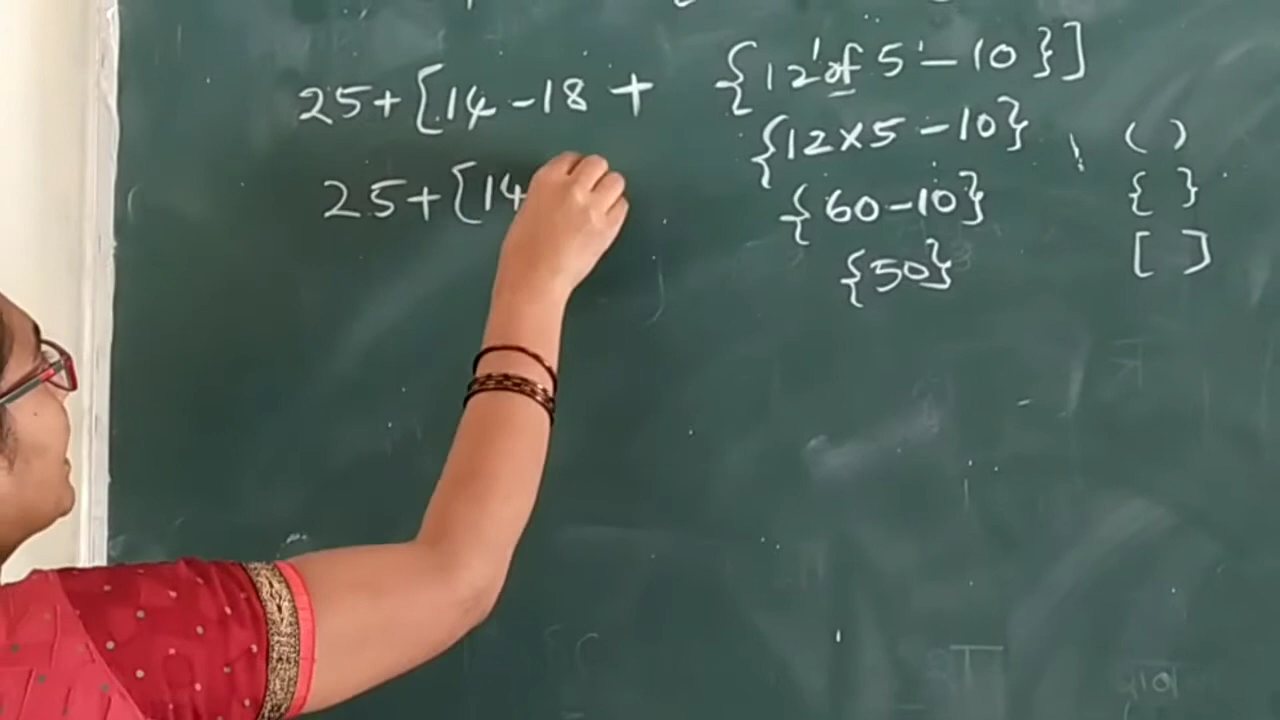 25+[14-18+ {12 of 5-10}]
{12×5-10} ( )
25+[14 {60-10} { }
{50} [ ]